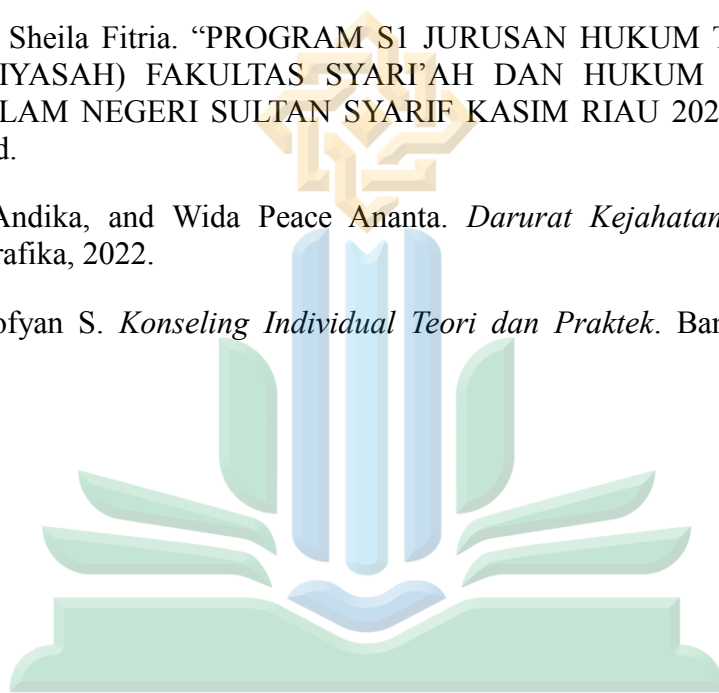 Sheila Fitria. “PROGRAM S1 JURUSAN HUKUM T
IYASAH) FAKULTAS SYARI’AH DAN HUKUM
LAM NEGERI SULTAN SYARIF KASIM RIAU 202
d.
Andika, and Wida Peace Ananta. Darurat Kejahatan
rafika, 2022.
ofyan S. Konseling Individual Teori dan Praktek. Ban